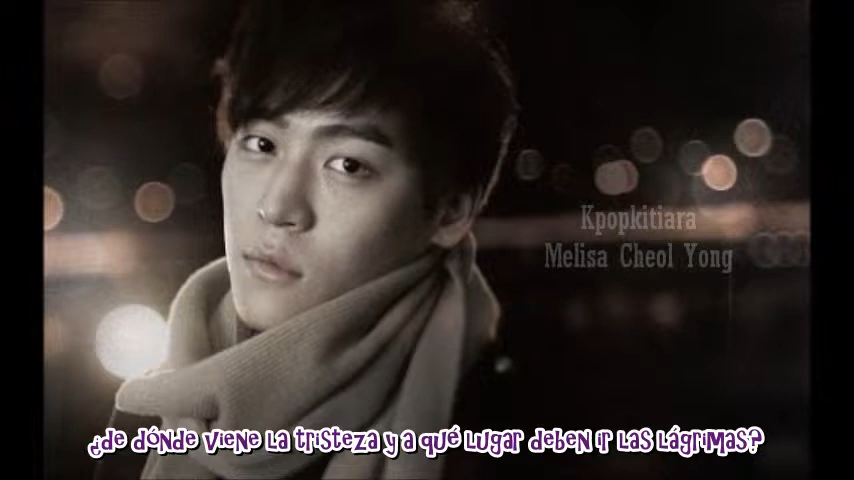 Kpopkitiara
Melisa Cheol Yong
¿de dónde viene la tristeza y a qué lugar deben ir las lágrimas?